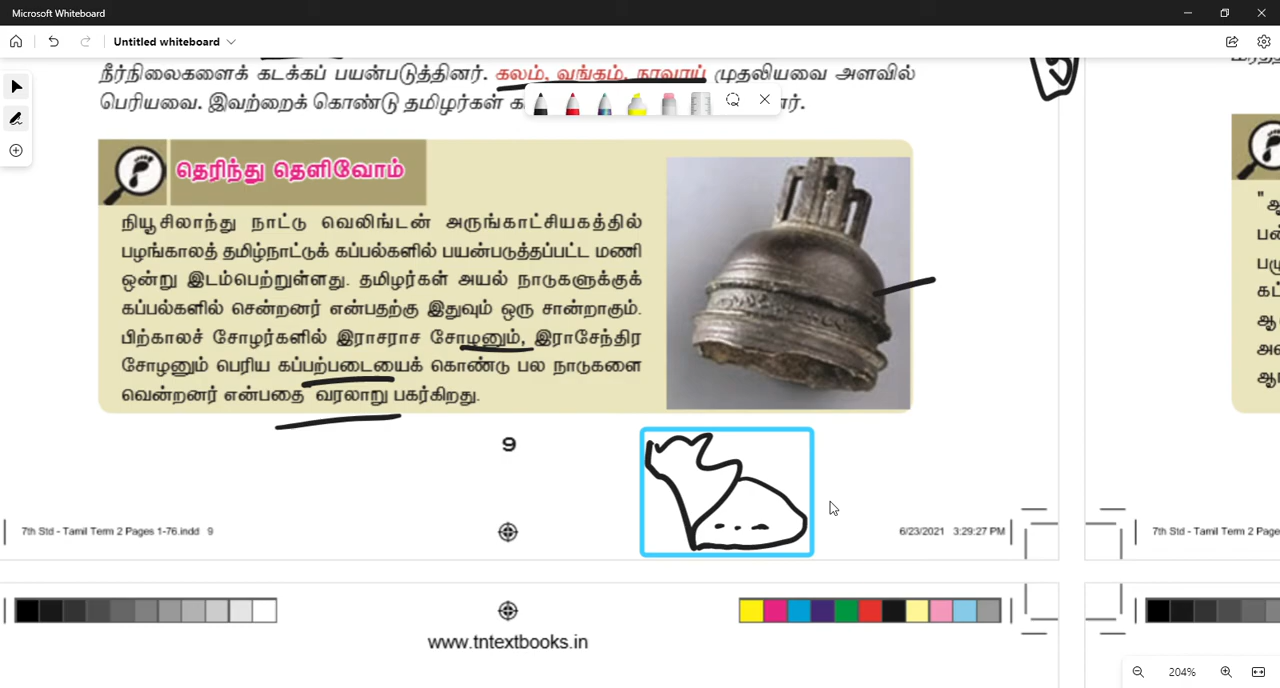 Microsoft Whiteboard
Untitled whiteboard
நீர்நிலைகளைக் கடக்கப் பயன்படுத்தினர். கலம், வங்கம், நாவாய் முதலியவை அளவில்
பெரியவை. இவற்றைக் கொண்டு தமிழர்கள்
தெரிந்து தெளிவோம்
நியூசிலாந்து நாட்டு வெலிங்டன் அருங்காட்சியகத்தில்
பழங்காலத் தமிழ்நாட்டுக் கப்பல்களில் பயன்படுத்தப்பட்ட மணி
ஒன்று இடம்பெற்றுள்ளது. தமிழர்கள் அயல் நாடுகளுக்குக்
கப்பல்களில் சென்றனர் என்பதற்கு இதுவும் ஒரு சான்றாகும்.
பிற்காலச் சோழர்களில் இராசராச சோழனும், இராசேந்திர
சோழனும் பெரிய கப்பற்படையைக் கொண்டு பல நாடுகளை
வென்றனர் என்பதை வரலாறு பகர்கிறது.
9
7th Std - Tamil Term 2 Pages 1-76.indd 9
6/23/2021 3:29:27 PM
7th Std - Tamil Term 2 Page
www.tntextbooks.in
204%